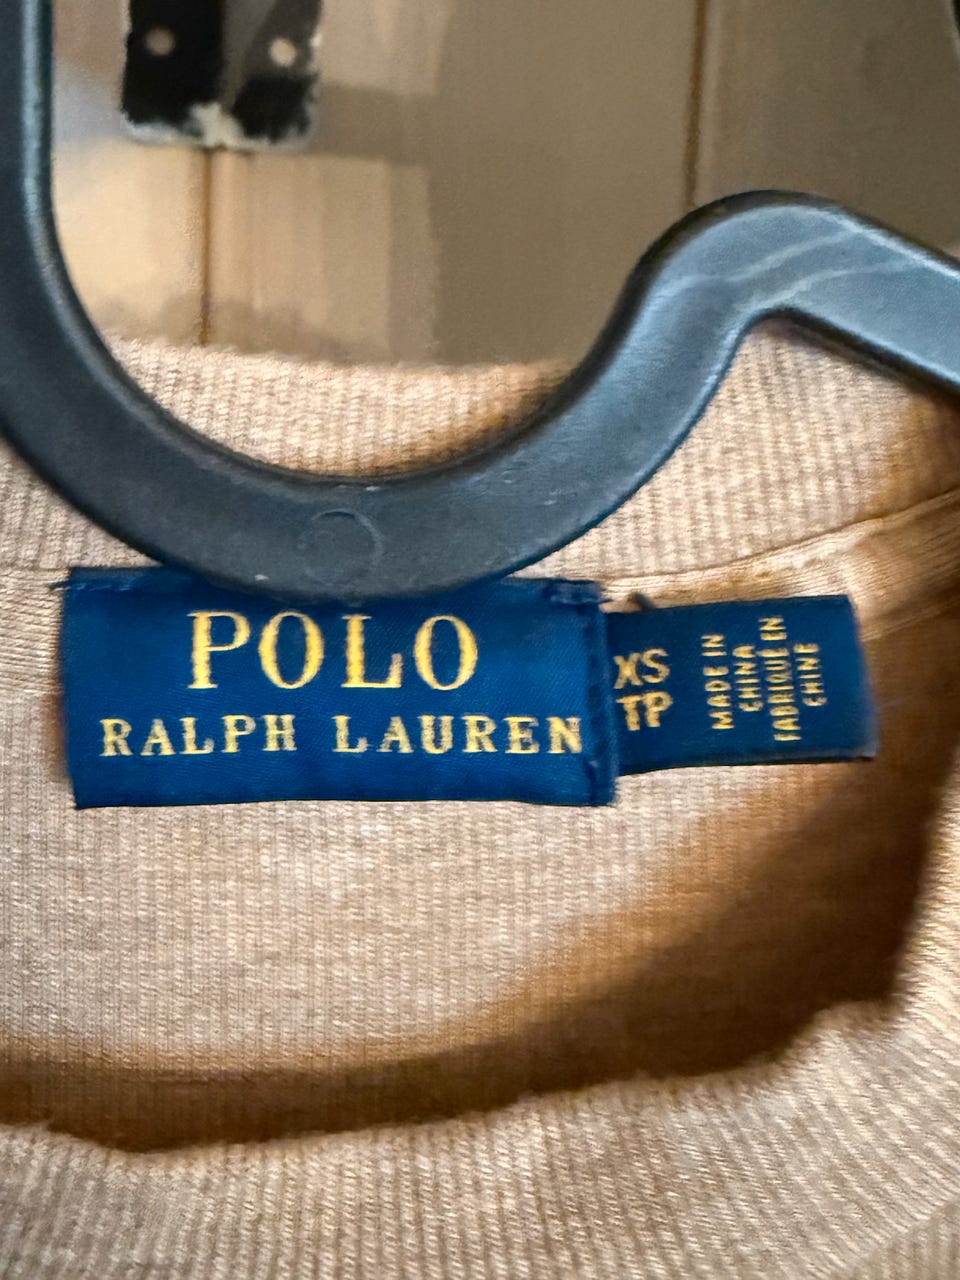 POLO
RALPH LAUREN
XS
TP
MADE IN
CHINA
FABRIQUÉ EN
CHINE